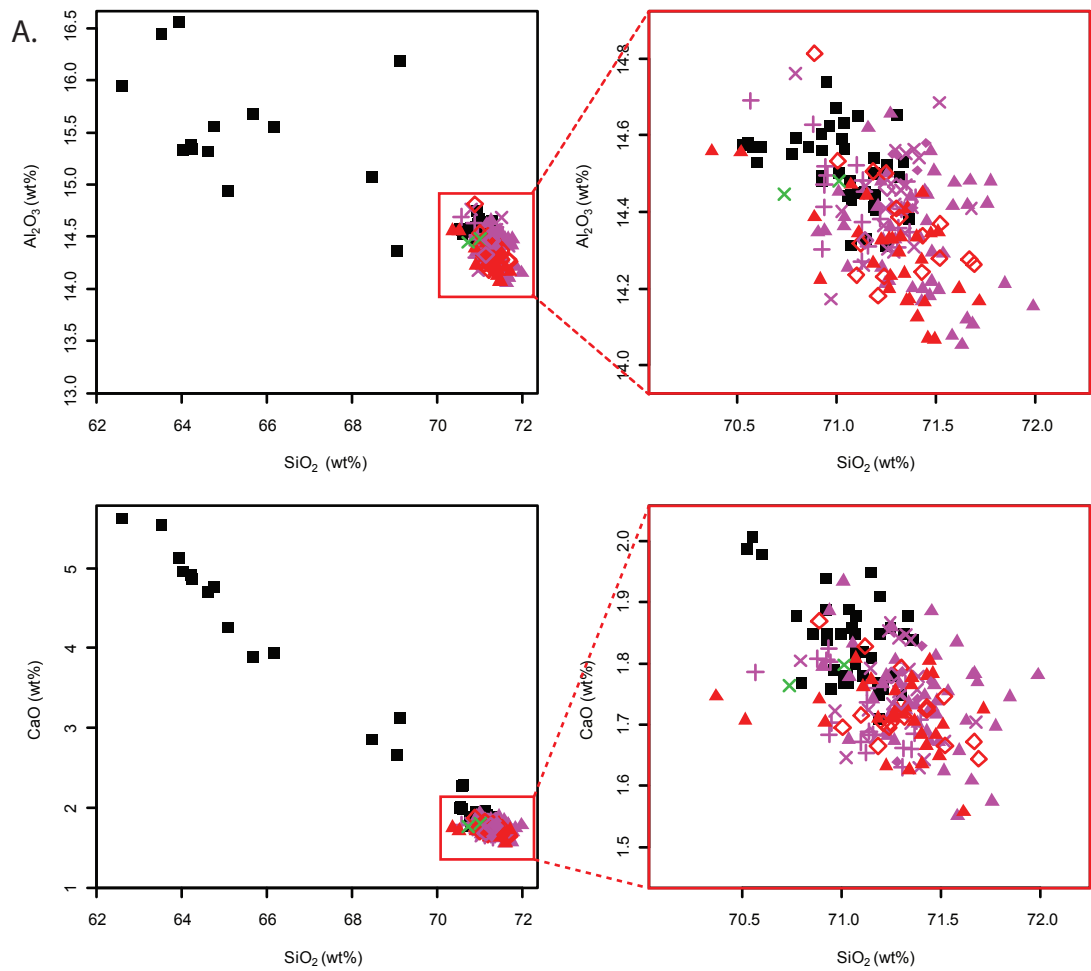 A.
Al2O3 (wt%)
16.5
16.0
15.5
15.0
14.5
14.0
13.5
13.0
62 64 66 68 70 72
SiO2 (wt%)
Al2O3 (wt%)
14.8
14.6
14.4
14.2
14.0
70.5 71.0 71.5 72.0
SiO2 (wt%)
CaO (wt%)
5
4
3
2
1
62 64 66 68 70 72
SiO2 (wt%)
CaO (wt%)
2.0
1.9
1.8
1.7
1.6
1.5
70.5 71.0 71.5 72.0
SiO2 (wt%)